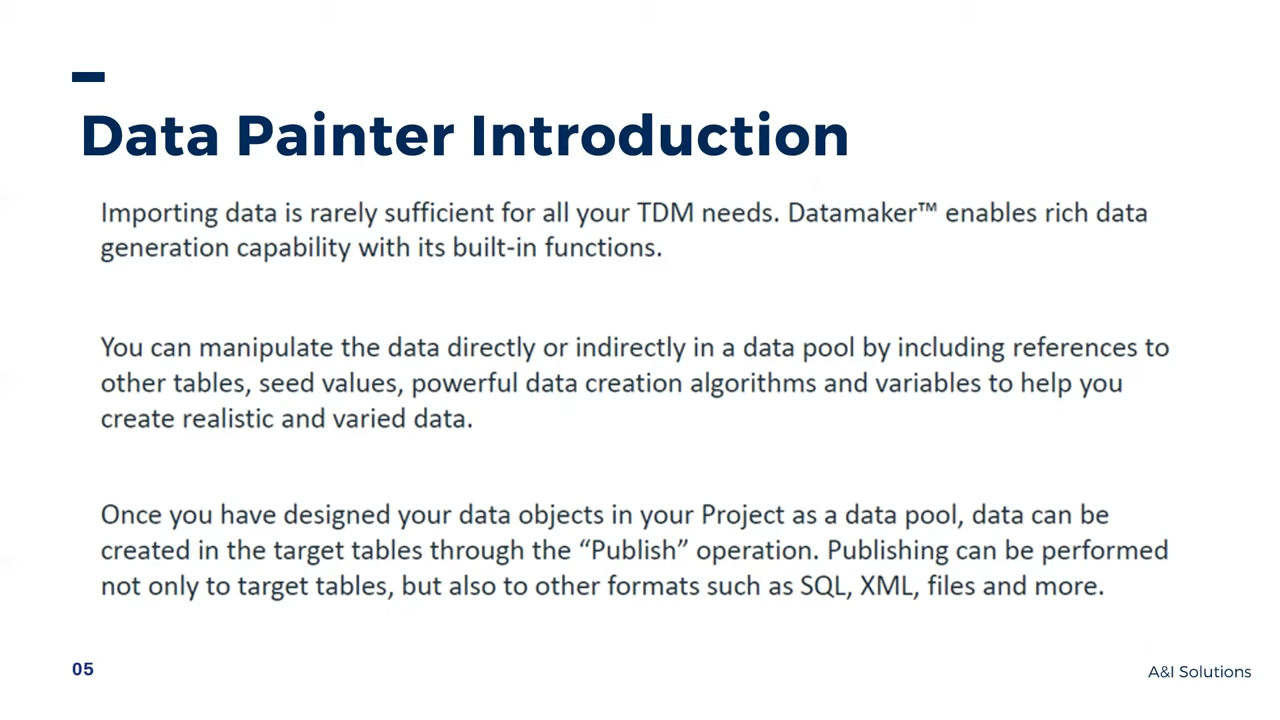 Data Painter Introduction
Importing data is rarely sufficient for all your TDM needs. Datamaker™ enables rich data
generation capability with its built-in functions.
You can manipulate the data directly or indirectly in a data pool by including references to
other tables, seed values, powerful data creation algorithms and variables to help you
create realistic and varied data.
Once you have designed your data objects in your Project as a data pool, data can be
created in the target tables through the “Publish” operation. Publishing can be performed
not only to target tables, but also to other formats such as SQL, XML, files and more.
05
A&I Solutions